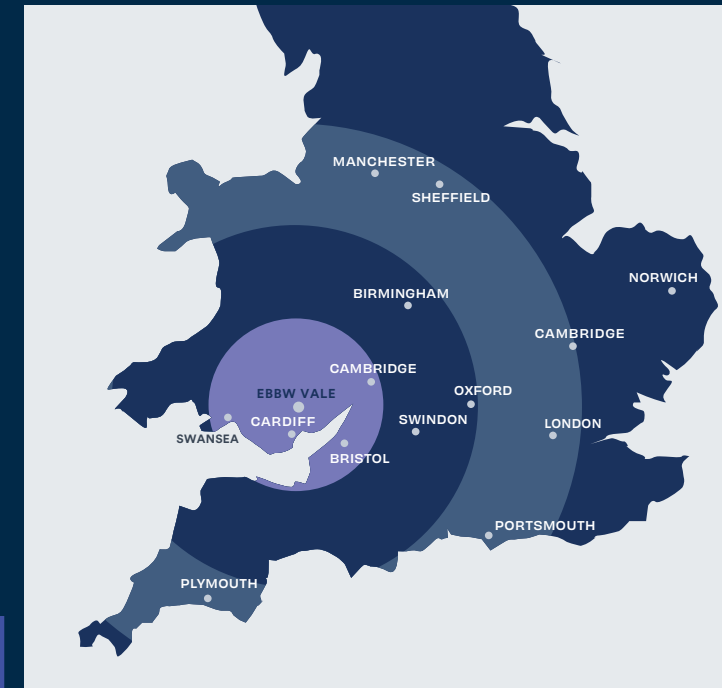 MANCHESTER
SHEFFIELD
NORWICH
BIRMINGHAM
CAMBRIDGE
CAMBRIDGE
OXFORD
EBBW VALE
SWINDON
CARDIFF
LONDON
SWANSEA
BRISTOL
PORTSMOUTH
PLYMOUTH